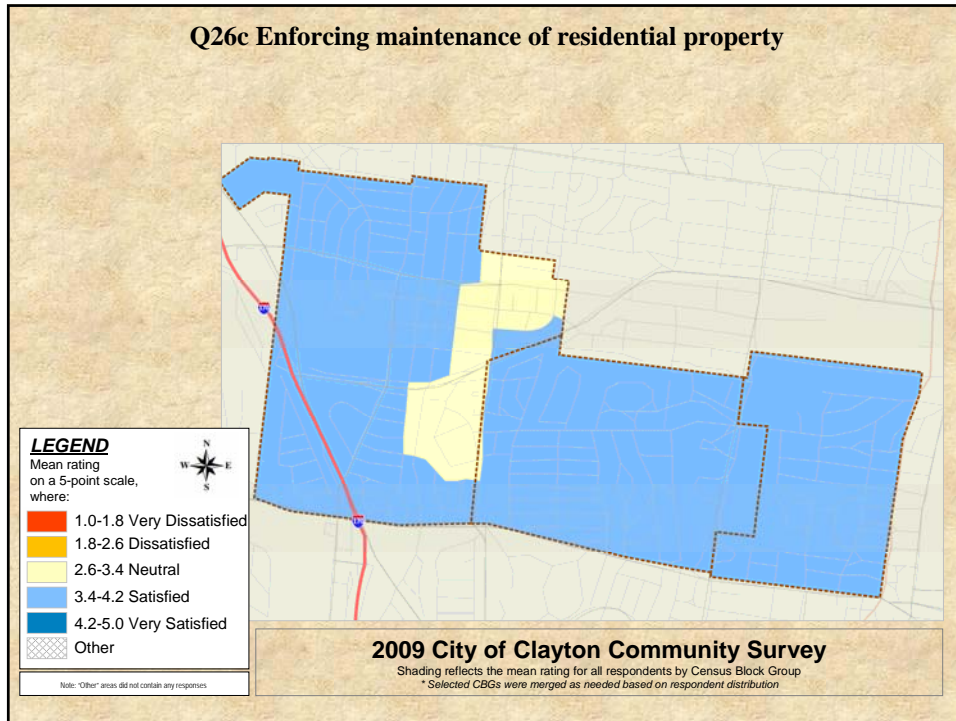 Q26c Enforcing maintenance of residential property
LEGEND
Mean rating
on a 5-point scale,
where:
N
W E
S
1.0-1.8 Very Dissatisfied
1.8-2.6 Dissatisfied
2.6-3.4 Neutral
3.4-4.2 Satisfied
4.2-5.0 Very Satisfied
Other
Note: "Other" areas did not contain any responses
2009 City of Clayton Community Survey
Shading reflects the mean rating for all respondents by Census Block Group
* Selected CBGs were merged as needed based on respondent distribution